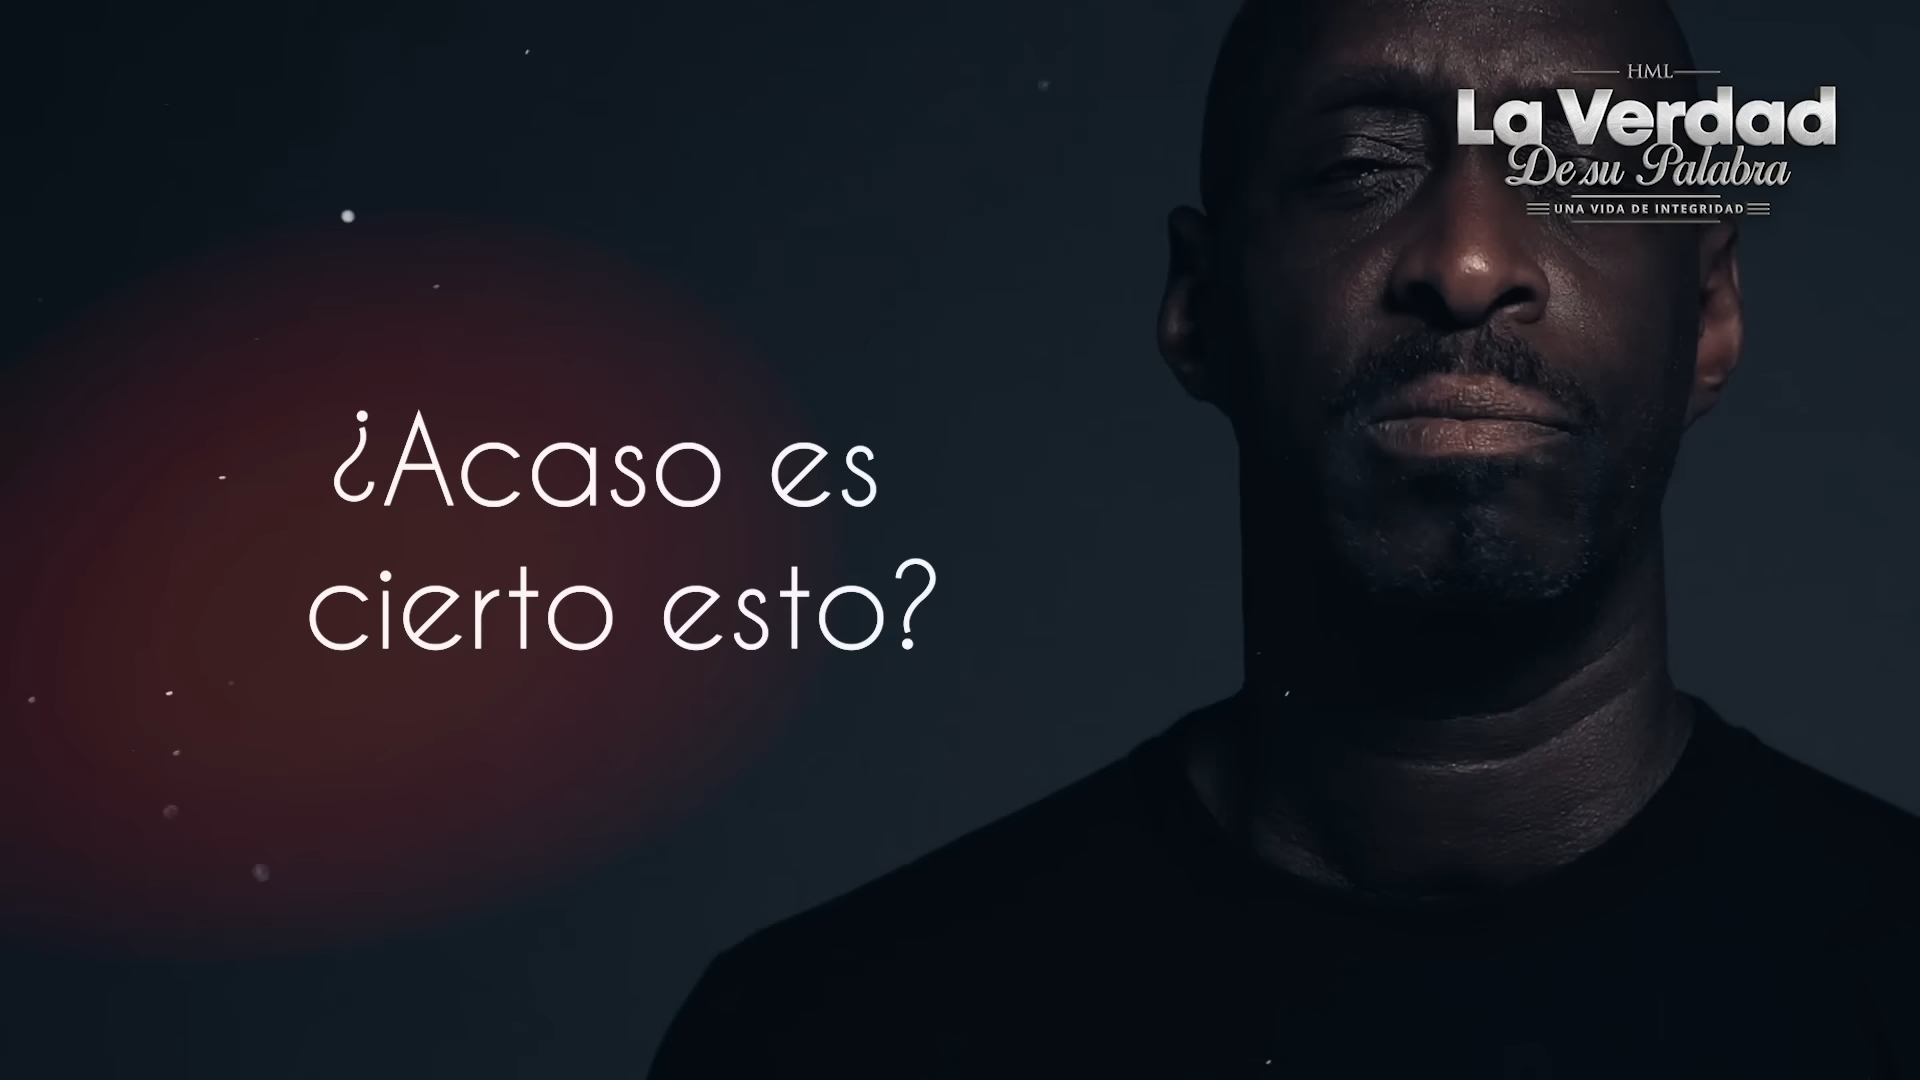 HML
La Verdad
De su Palabra
UNA VIDA DE INTEGRIDAD
¿Acaso es
cierto esto?